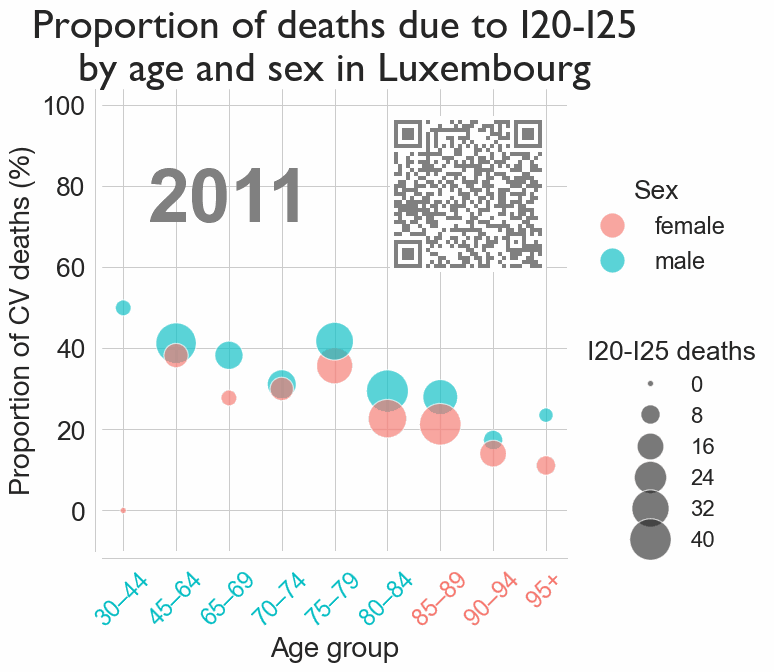 Proportion of deaths due to I20-I25
by age and sex in Luxembourg
Proportion of CV deaths (%)
100
80
60
40
20
0
2011
30–44
45–64
65–69
70–74
75–79
80–84
85–89
90–94
95+
Age group
Sex
female
male
I20-I25 deaths
0
8
16
24
32
40